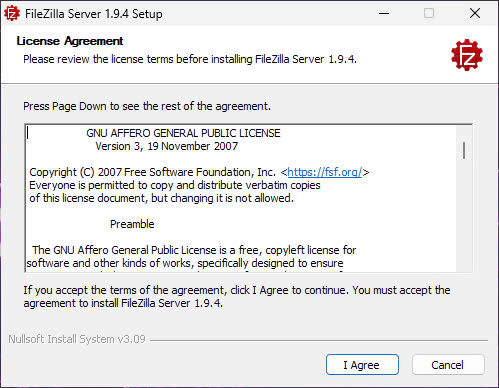 FileZilla Server 1.9.4 Setup
License Agreement
Please review the license terms before installing FileZilla Server 1.9.4.
Press Page Down to see the rest of the agreement.
GNU AFFERO GENERAL PUBLIC LICENSE
Version 3, 19 November 2007
Copyright (C) 2007 Free Software Foundation, Inc. <https://fsf.org/>
Everyone is permitted to copy and distribute verbatim copies
of this license document, but changing it is not allowed.
Preamble
The GNU Affero General Public License is a free, copyleft license for
software and other kinds of works, specifically designed to ensure
If you accept the terms of the agreement, click I Agree to continue. You must accept the
agreement to install FileZilla Server 1.9.4.
Nullsoft Install System v3.09
I Agree
Cancel